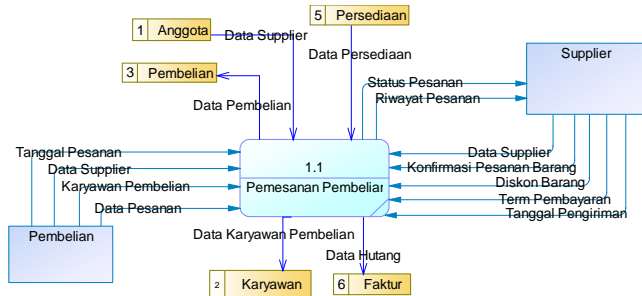 5 Persediaan
1 Anggota
Data Supplier
Supplier
Data Persediaan
3 Pembelian
Status Pesanan
Riwayat Pesanan
Data Pembelian
Tanggal Pesanan
Data Supplier
Data Supplier
1.1
Konfirmasi Pesanan Barang
Karyawan Pembelian
Pemesanan Pembelian
Diskon Barang
Term Pembayaran
Data Pesanan
Tanggal Pengiriman
Pembelian
Data Karyawan Pembelian
Data Hutang
2 Karyawan
6 Faktur